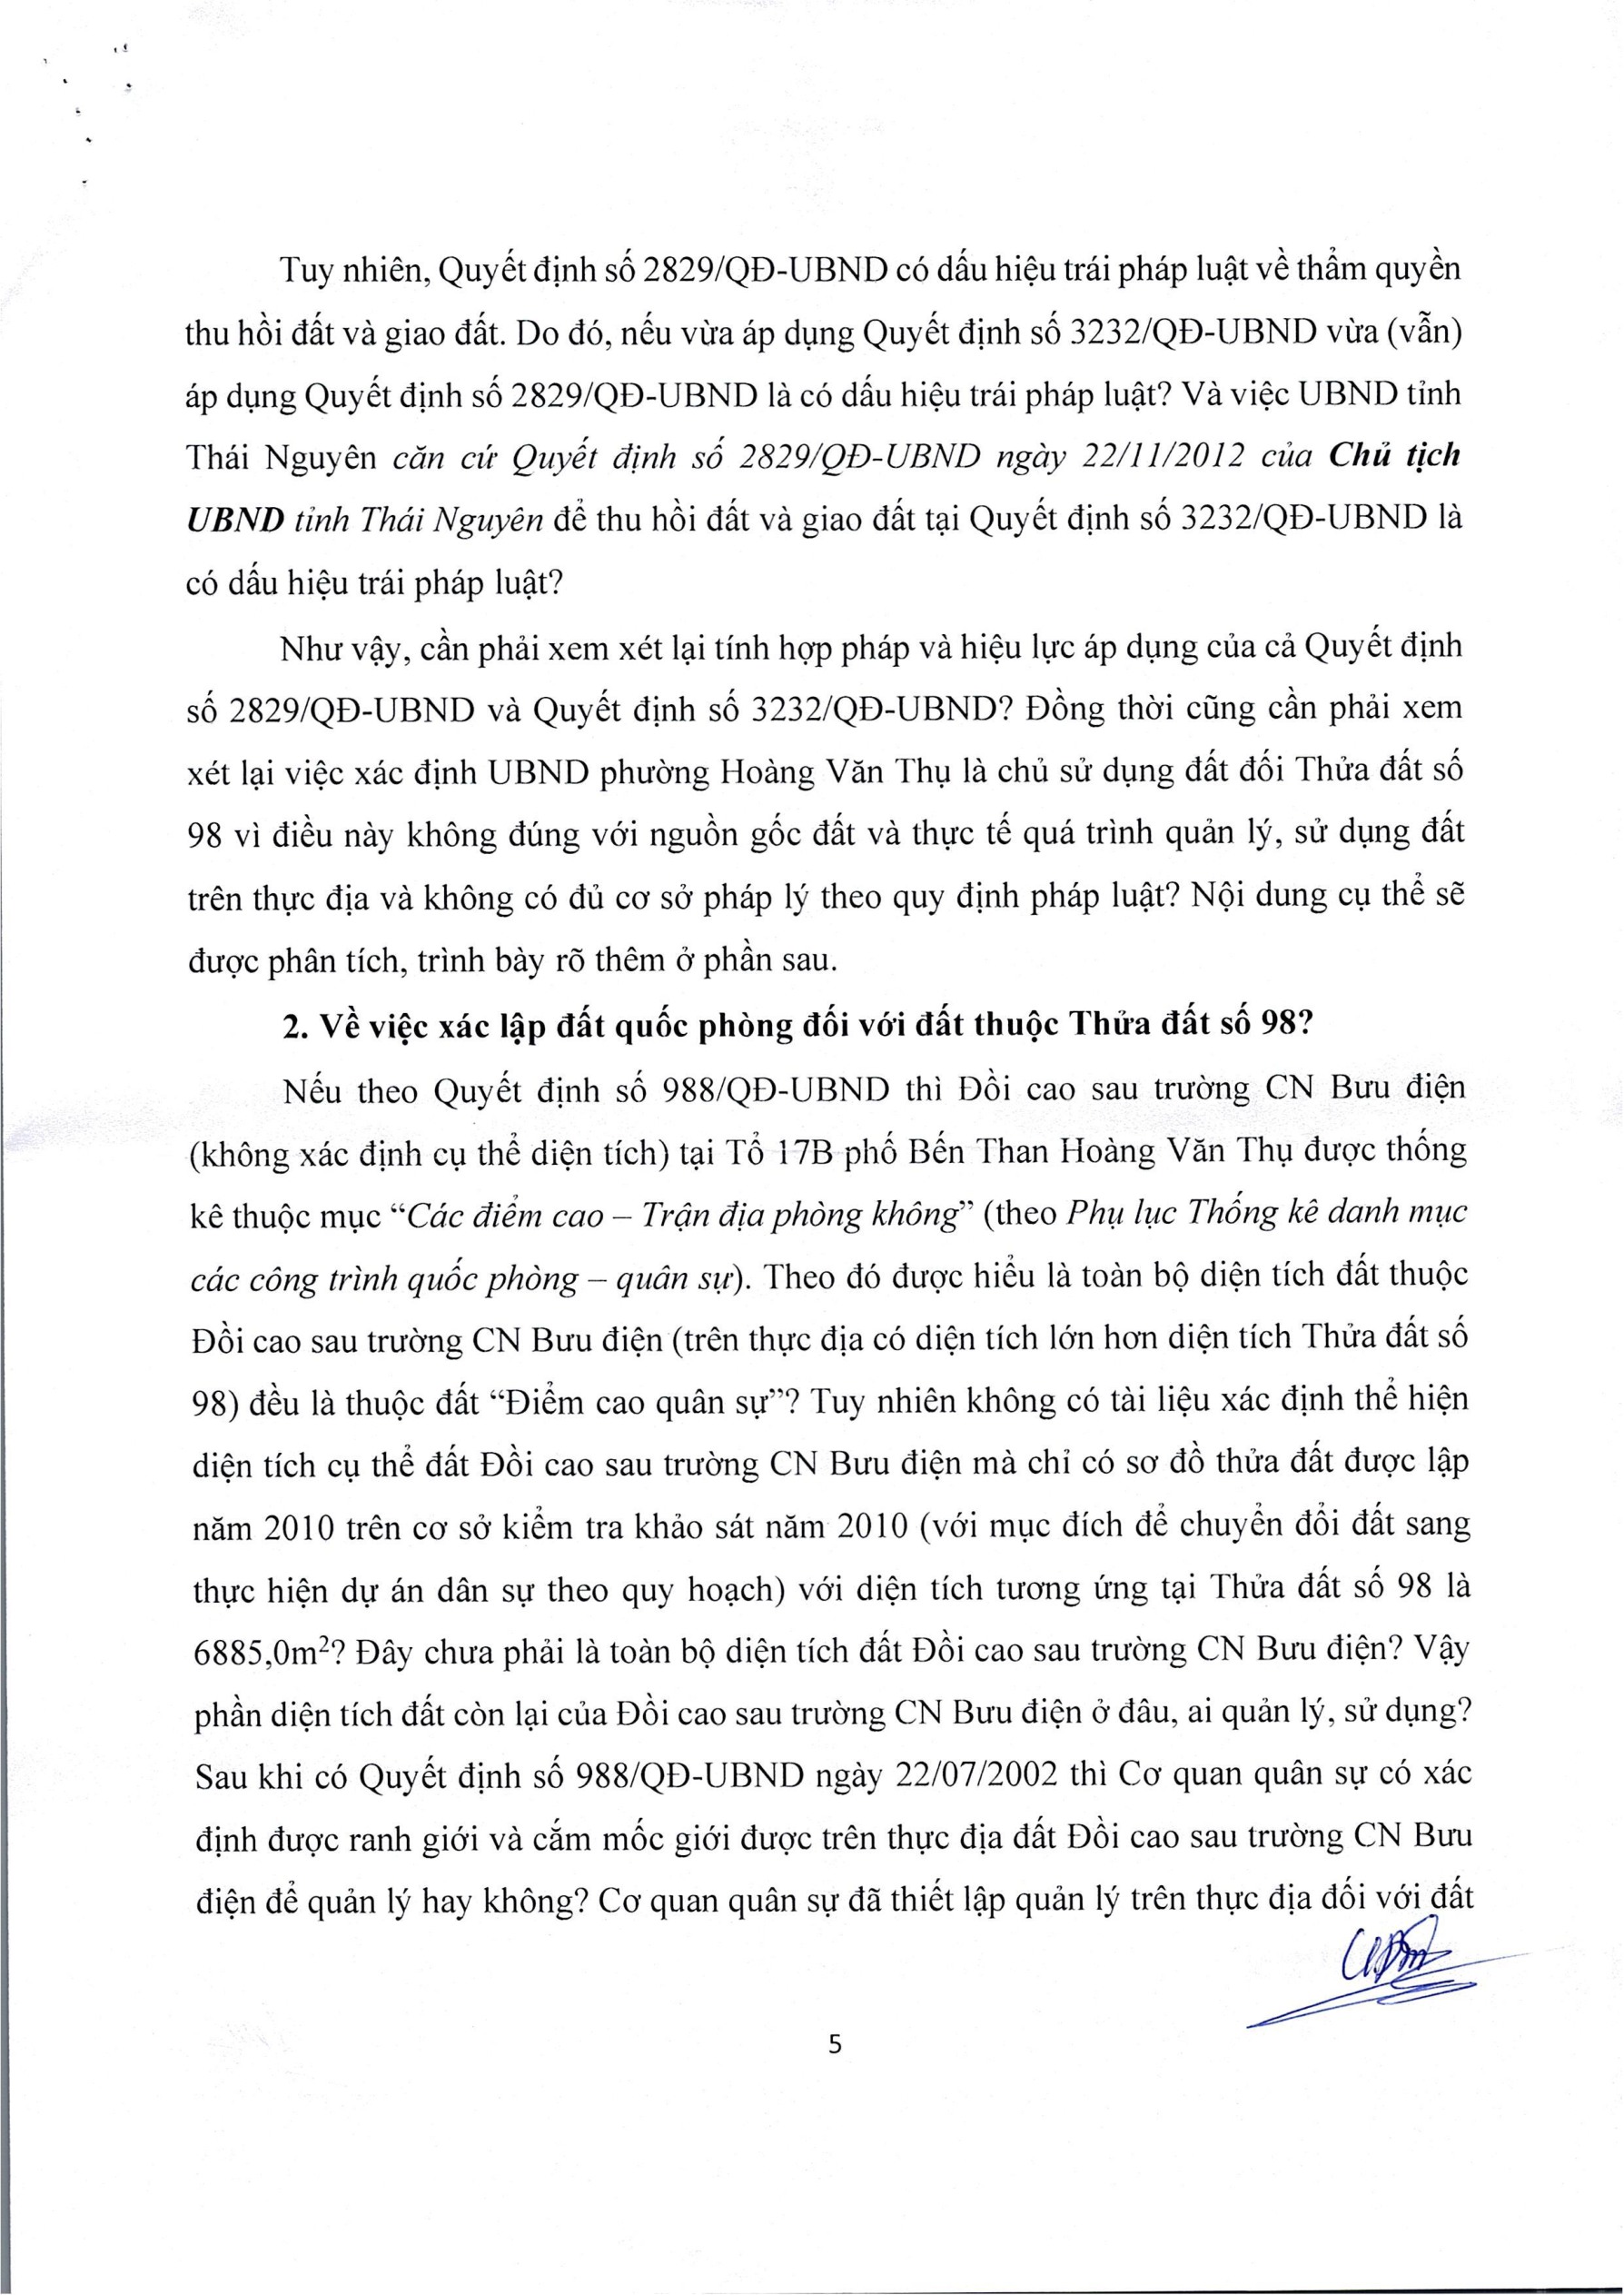 Tuy nhiên, Quyết định số 2829/QĐ-UBND có dấu hiệu trái pháp luật về thẩm quyền
thu hồi đất và giao đất. Do đó, nếu vừa áp dụng Quyết định số 3232/QĐ-UBND vừa (vẫn)
áp dụng Quyết định số 2829/QĐ-UBND là có dấu hiệu trái pháp luật? Và việc UBND tỉnh
Thái Nguyên căn cứ Quyết định số 2829/QĐ-UBND ngày 22/11/2012 của Chủ tịch
UBND tỉnh Thái Nguyên để thu hồi đất và giao đất tại Quyết định số 3232/QĐ-UBND là
có dấu hiệu trái pháp luật?
Như vậy, cần phải xem xét lại tính hợp pháp và hiệu lực áp dụng của cả Quyết định
số 2829/QĐ-UBND và Quyết định số 3232/QĐ-UBND? Đồng thời cũng cần phải xem
xét lại việc xác định UBND phường Hoàng Văn Thụ là chủ sử dụng đất đối Thửa đất số
98 vì điều này không đúng với nguồn gốc đất và thực tế quá trình quản lý, sử dụng đất
trên thực địa và không có đủ cơ sở pháp lý theo quy định pháp luật? Nội dung cụ thể sẽ
được phân tích, trình bày rõ thêm ở phần sau.
2. Về việc xác lập đất quốc phòng đối với đất thuộc Thửa đất số 98?
Nếu theo Quyết định số 988/QĐ-UBND thì Đồi cao sau trường CN Bưu điện
(không xác định cụ thể diện tích) tại Tổ 17B phố Bến Than Hoàng Văn Thụ được thống
kê thuộc mục “Các điểm cao – Trận địa phòng không” (theo Phụ lục Thống kê danh mục
các công trình quốc phòng – quân sự). Theo đó được hiểu là toàn bộ diện tích đất thuộc
Đồi cao sau trường CN Bưu điện (trên thực địa có diện tích lớn hơn diện tích Thửa đất số
98) đều là thuộc đất “Điểm cao quân sự”? Tuy nhiên không có tài liệu xác định thể hiện
diện tích cụ thể đất Đồi cao sau trường CN Bưu điện mà chỉ có sơ đồ thửa đất được lập
năm 2010 trên cơ sở kiểm tra khảo sát năm 2010 (với mục đích để chuyển đổi đất sang
thực hiện dự án dân sự theo quy hoạch) với diện tích tương ứng tại Thửa đất số 98 là
6885,0m²? Đây chưa phải là toàn bộ diện tích đất Đồi cao sau trường CN Bưu điện? Vậy
phần diện tích đất còn lại của Đồi cao sau trường CN Bưu điện ở đâu, ai quản lý, sử dụng?
Sau khi có Quyết định số 988/QĐ-UBND ngày 22/07/2002 thì Cơ quan quân sự có xác
định được ranh giới và cắm mốc giới được trên thực địa đất Đồi cao sau trường CN Bưu
điện để quản lý hay không? Cơ quan quân sự đã thiết lập quản lý trên thực địa đối với đất
5